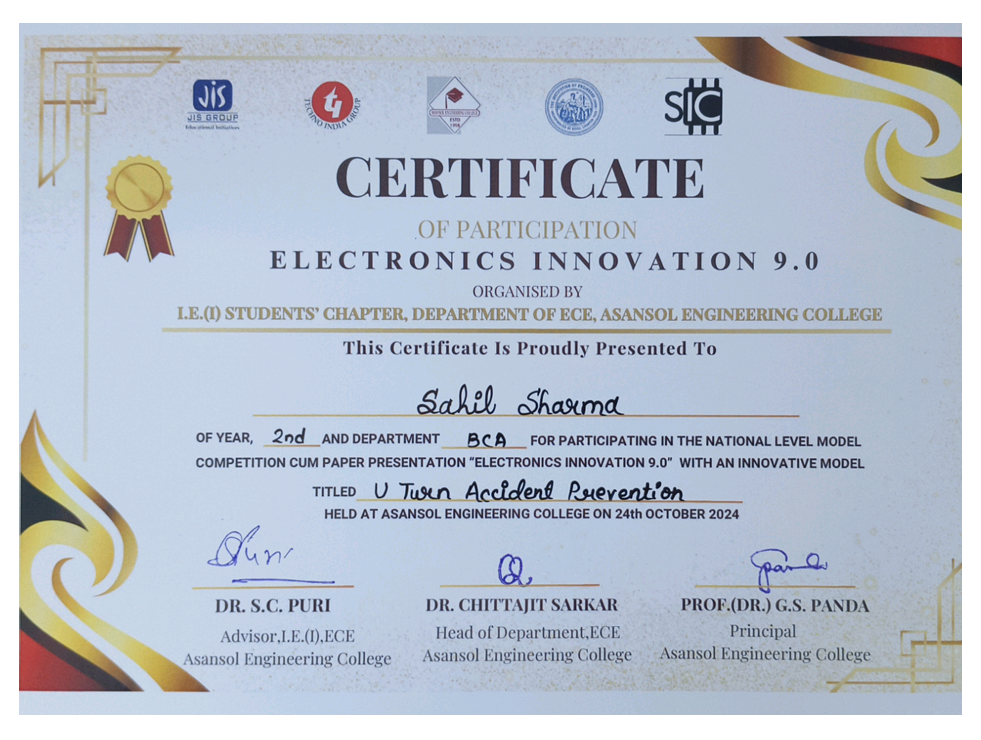 JIS
JIS GROUP
Educational Initiatives
TECHNO INDIA GROUP
SIC
CERTIFICATE
OF PARTICIPATION
ELECTRONICS INNOVATION 9.0
ORGANISED BY
I.E.(I) STUDENTS' CHAPTER, DEPARTMENT OF ECE, ASANSOL ENGINEERING COLLEGE
This Certificate Is Proudly Presented To
Sahil Sharma
OF YEAR, 2nd AND DEPARTMENT BCA FOR PARTICIPATING IN THE NATIONAL LEVEL MODEL
COMPETITION CUM PAPER PRESENTATION "ELECTRONICS INNOVATION 9.0" WITH AN INNOVATIVE MODEL
TITLED U Turn Accident Prevention
HELD AT ASANSOL ENGINEERING COLLEGE ON 24th OCTOBER 2024
DR. S.C. PURI
Advisor,I.E.(I),ECE
Asansol Engineering College
DR. CHITTAJIT SARKAR
Head of Department,ECE
Asansol Engineering College
PROF.(DR.) G.S. PANDA
Principal
Asansol Engineering College